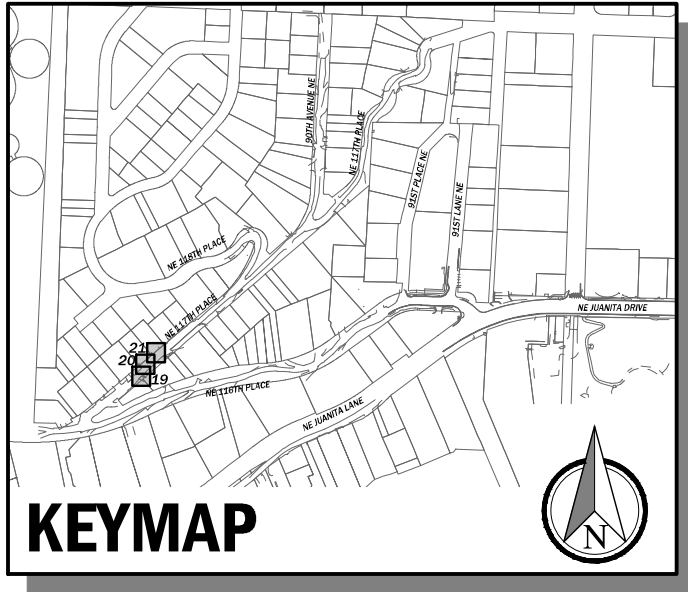 90TH AVENUE NE
NE 117TH PLACE
91ST PLACE NE
91ST LANE NE
NE 118TH PLACE
NE 117TH PLACE
NE JUANITA DRIVE
21
20
19
NE 116TH PLACE
NE JUANITA LANE
KEYMAP
N